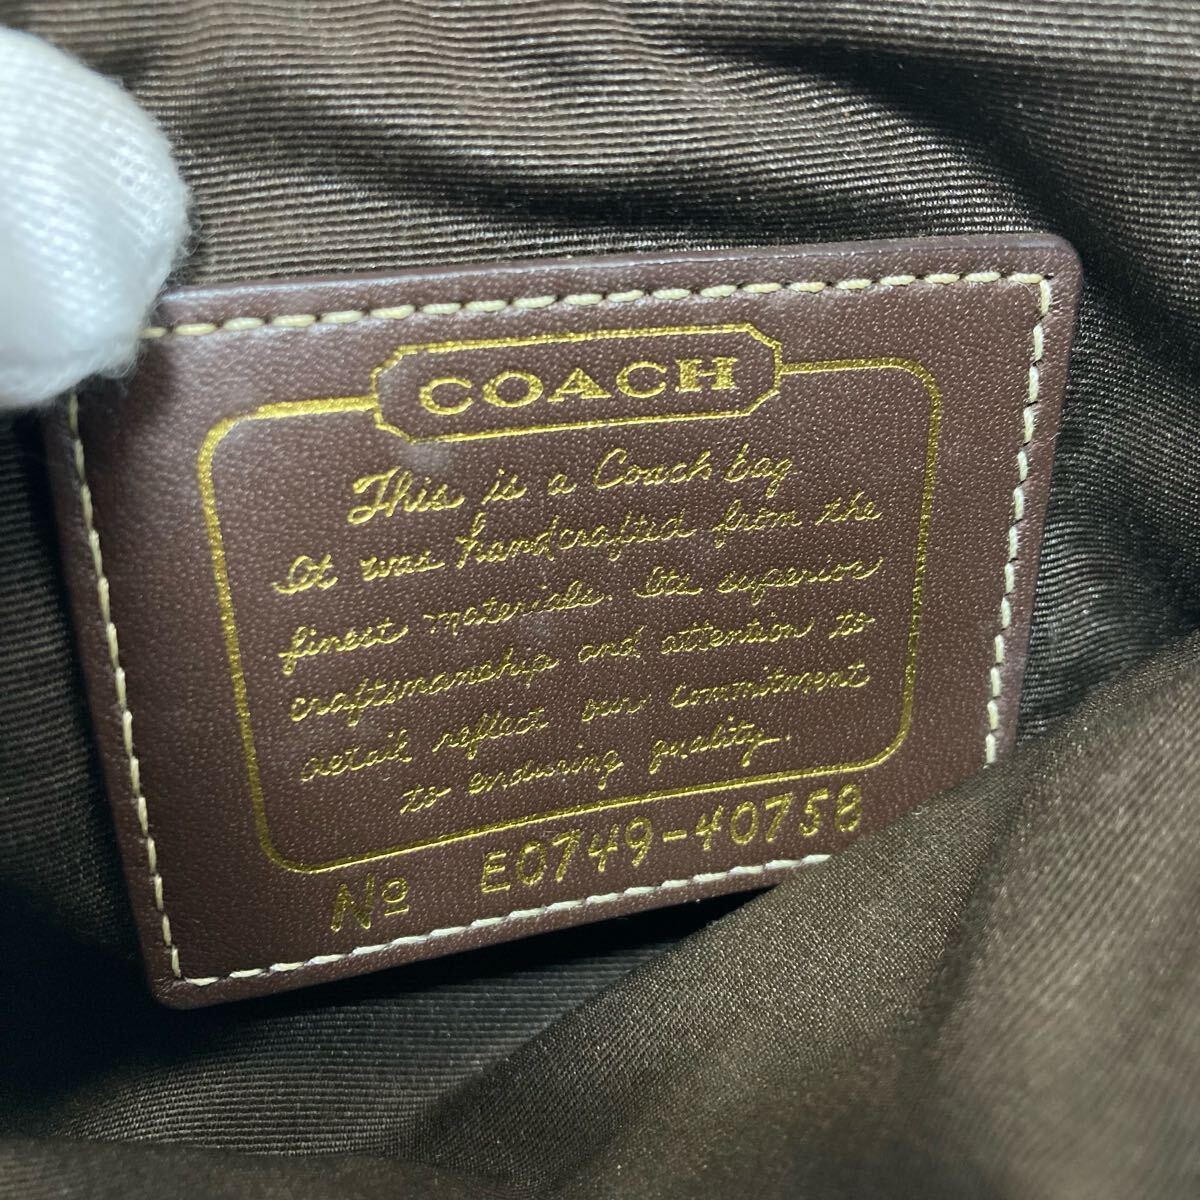 COACH
This is a Coach bag
It was handcrafted from the
finest materials. Its superior
craftsmanship and attention to
detail reflect our commitment
to enduring quality.
Nº E0749-40758